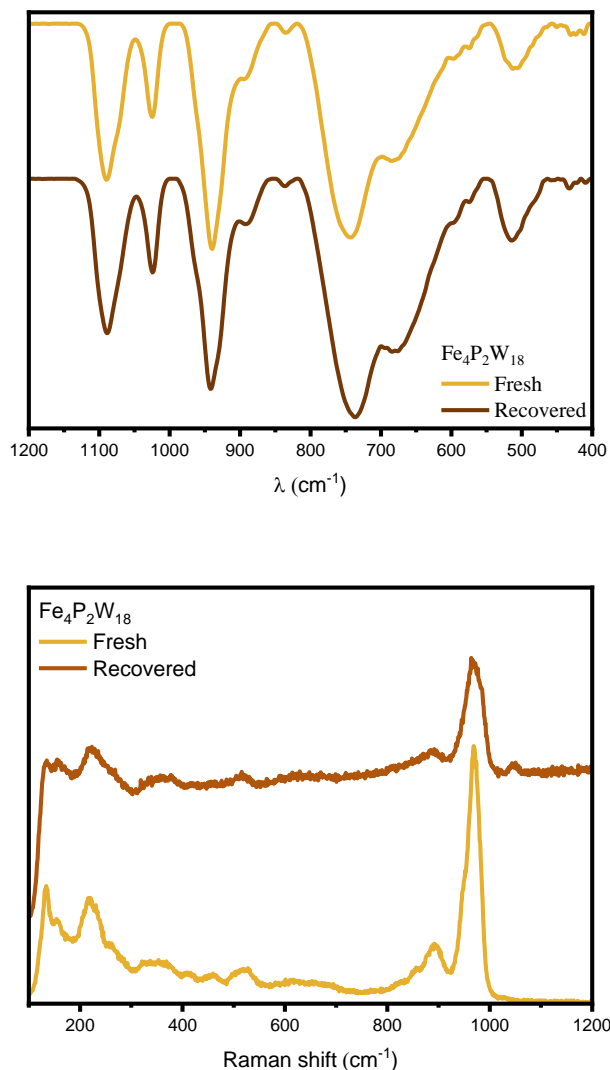 Fe₄P₂W₁₈
Fresh
Recovered
1200 1100 1000 900 800 700 600 500 400
λ (cm⁻¹)
Fe₄P₂W₁₈
Fresh
Recovered
200 400 600 800 1000 1200
Raman shift (cm⁻¹)